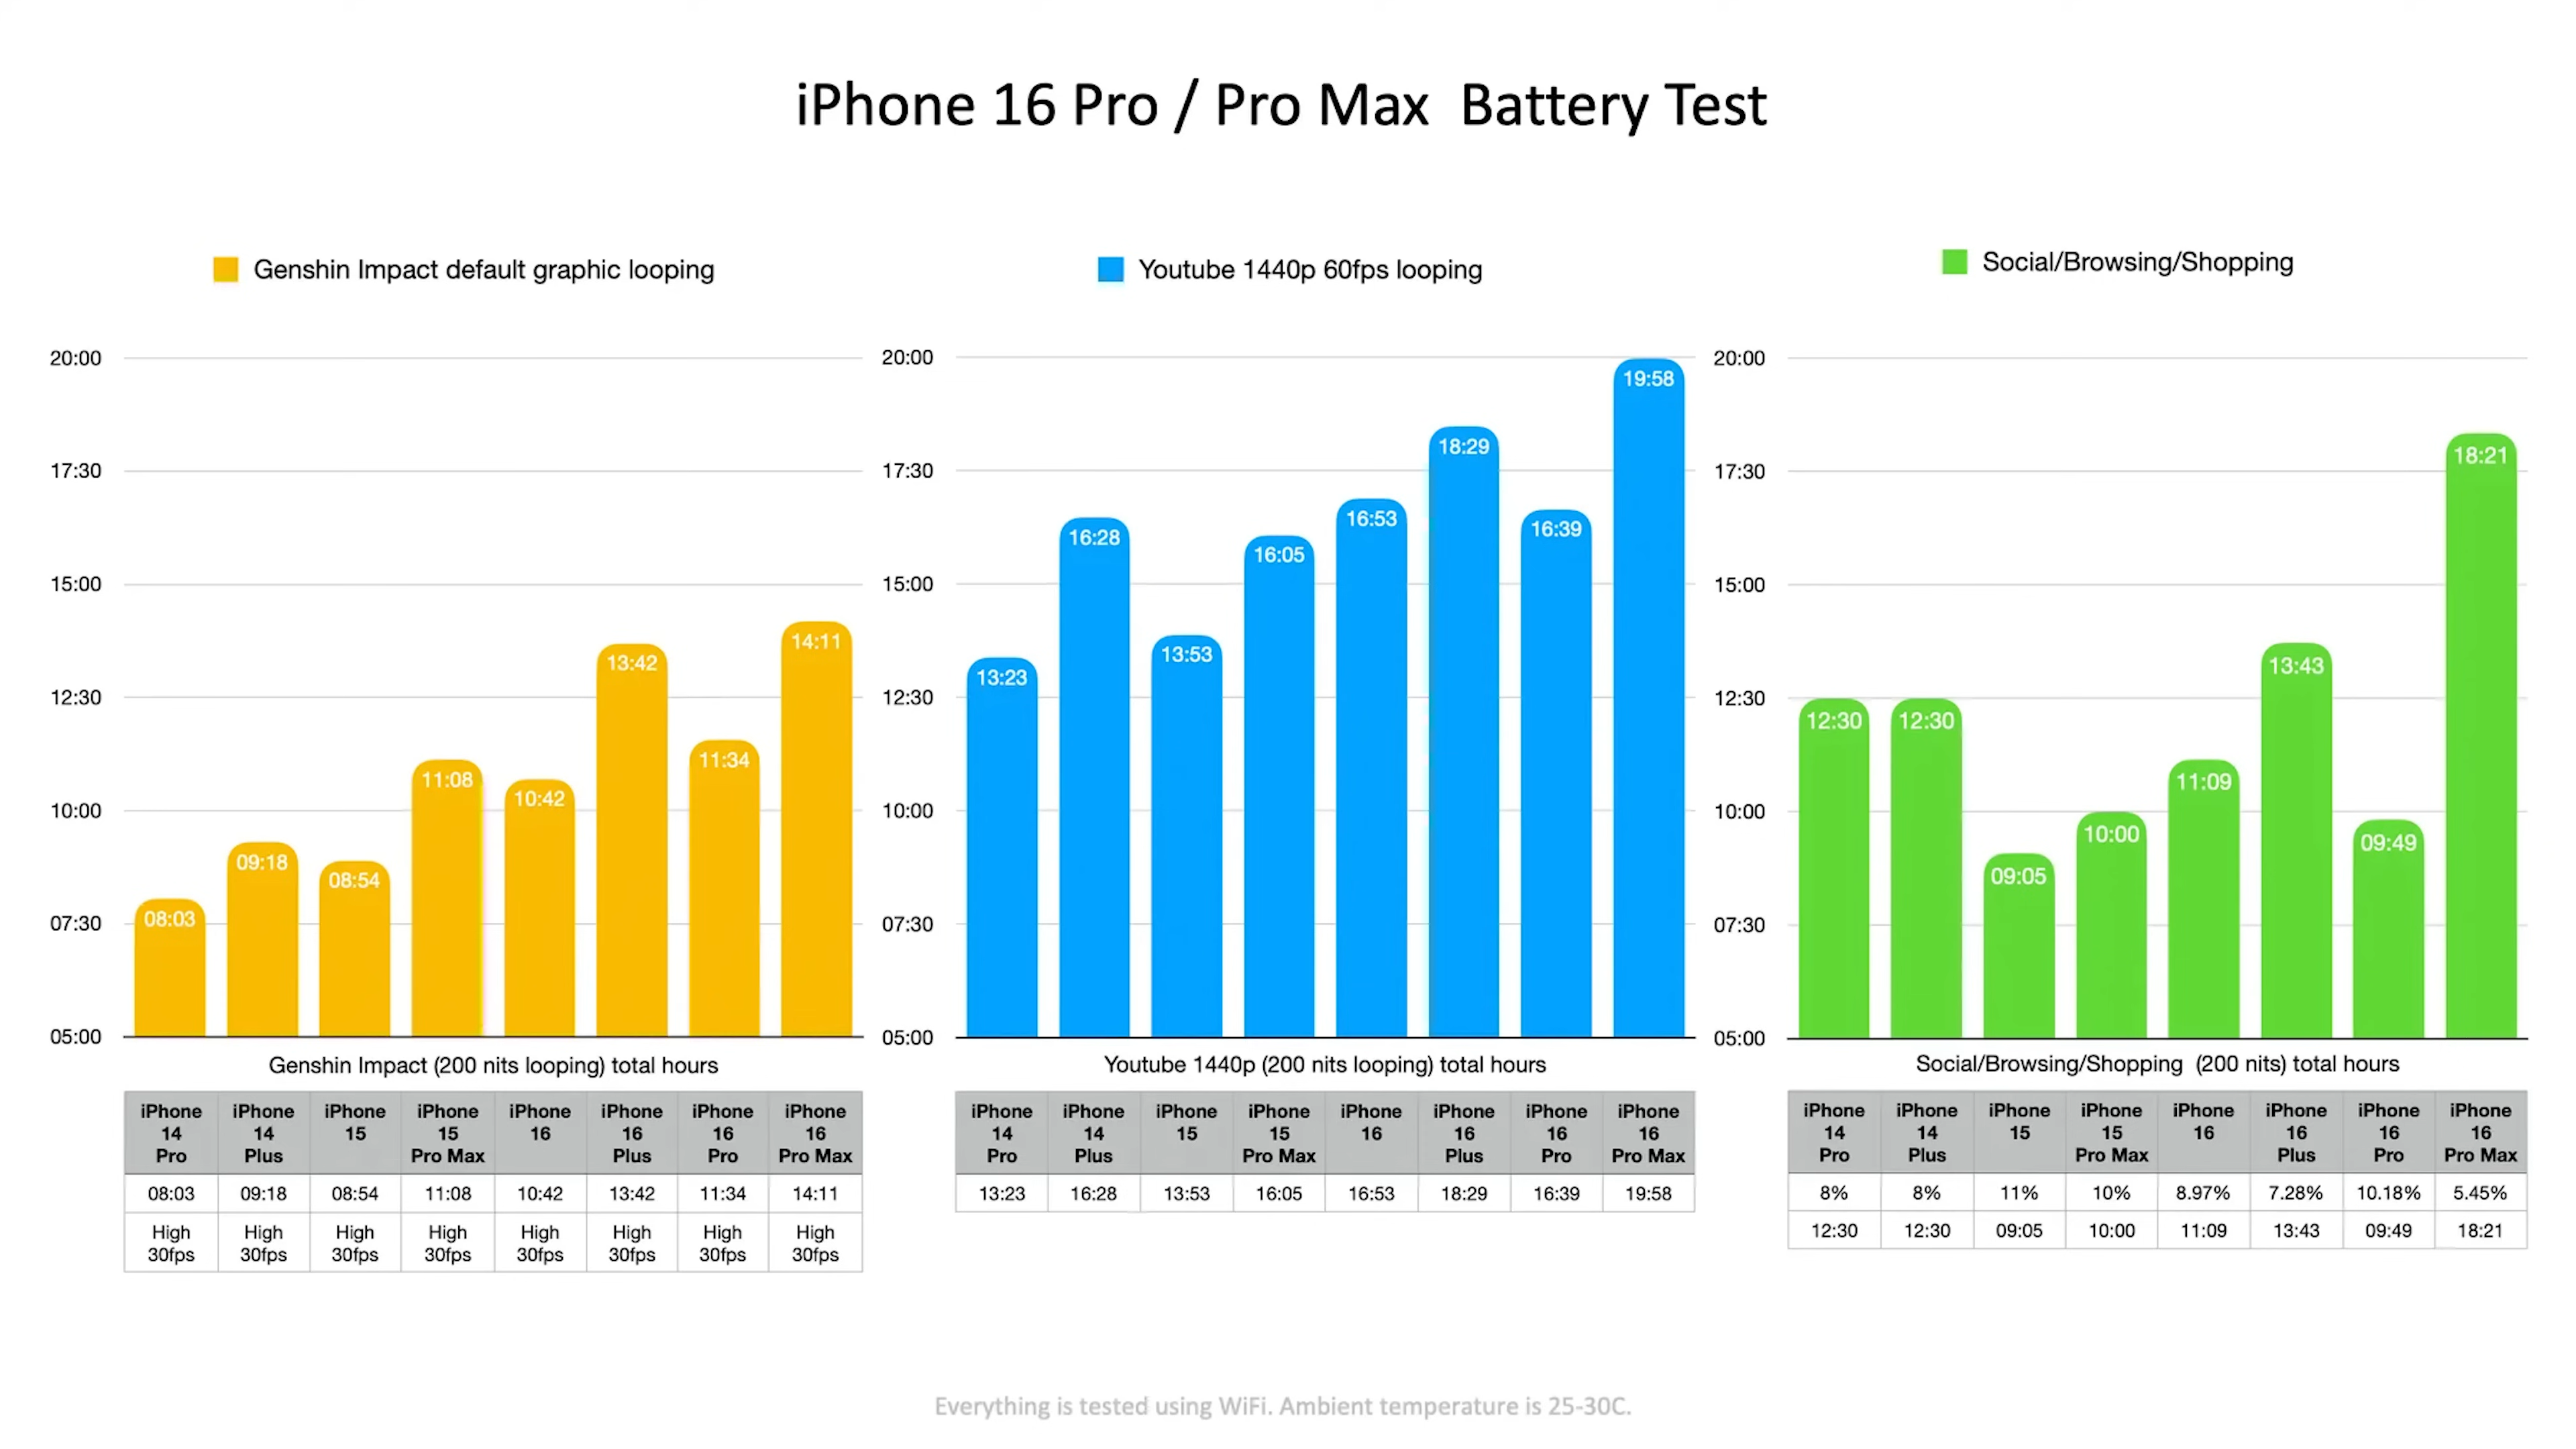 iPhone 16 Pro / Pro Max  Battery Test
Genshin Impact default graphic looping
20:00
17:30
15:00
12:30
10:00
07:30
05:00
08:03
09:18
08:54
11:08
10:42
13:42
11:34
14:11
Genshin Impact (200 nits looping) total hours
iPhone 14 Pro iPhone 14 Plus iPhone 15 iPhone 15 Pro Max iPhone 16 iPhone 16 Plus iPhone 16 Pro iPhone 16 Pro Max
08:03 09:18 08:54 11:08 10:42 13:42 11:34 14:11
High 30fps High 30fps High 30fps High 30fps High 30fps High 30fps High 30fps High 30fps
Youtube 1440p 60fps looping
20:00
17:30
15:00
12:30
10:00
07:30
05:00
13:23
16:28
13:53
16:05
16:53
18:29
16:39
19:58
Youtube 1440p (200 nits looping) total hours
iPhone 14 Pro iPhone 14 Plus iPhone 15 iPhone 15 Pro Max iPhone 16 iPhone 16 Plus iPhone 16 Pro iPhone 16 Pro Max
13:23 16:28 13:53 16:05 16:53 18:29 16:39 19:58
Social/Browsing/Shopping
20:00
17:30
15:00
12:30
10:00
07:30
05:00
12:30
12:30
09:05
10:00
11:09
13:43
09:49
18:21
Social/Browsing/Shopping  (200 nits) total hours
iPhone 14 Pro iPhone 14 Plus iPhone 15 iPhone 15 Pro Max iPhone 16 iPhone 16 Plus iPhone 16 Pro iPhone 16 Pro Max
8% 8% 11% 10% 8.97% 7.28% 10.18% 5.45%
12:30 12:30 09:05 10:00 11:09 13:43 09:49 18:21
Everything is tested using WiFi. Ambient temperature is 25-30C.